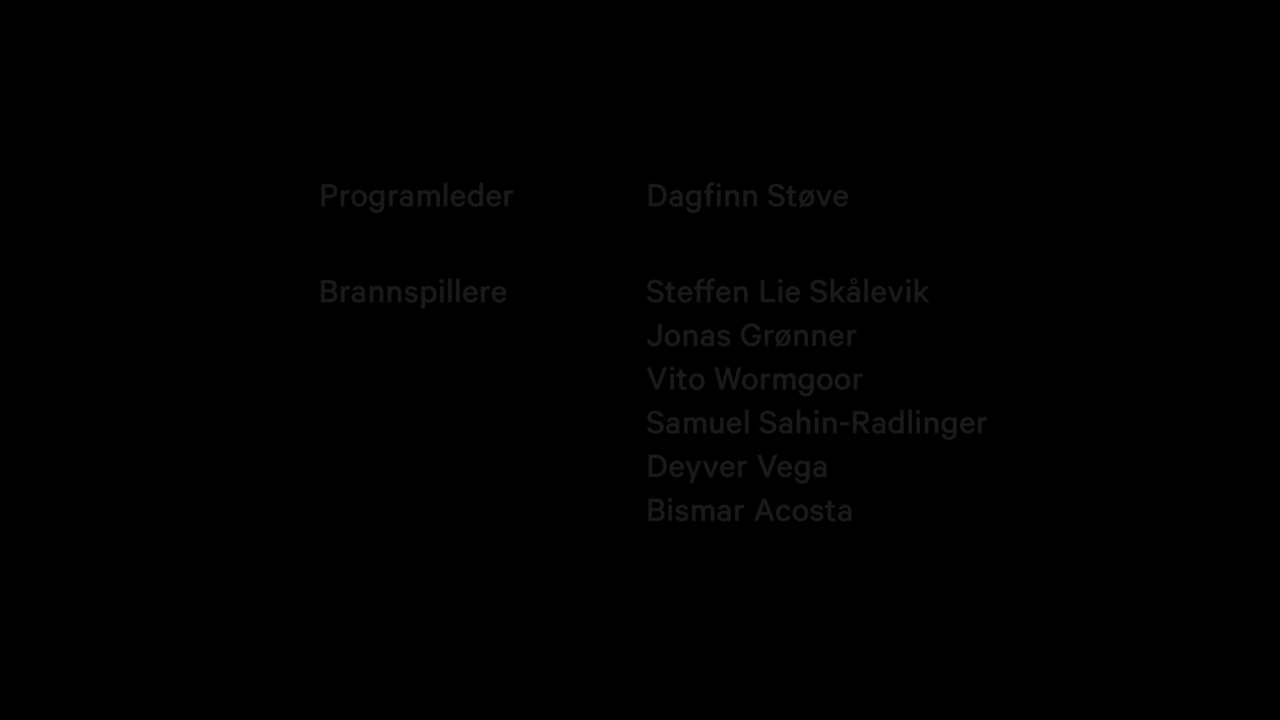 Programleder Dagfinn Støve
Brannspillere Steffen Lie Skålevik
Jonas Grønner
Vito Wormgoor
Samuel Sahin-Radlinger
Deyver Vega
Bismar Acosta